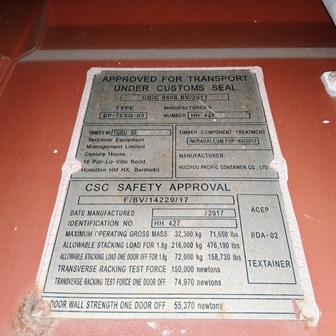 APPROVED FOR TRANSPORT
UNDER CUSTOMS SEAL
GB/C 9808 BV/2017
TYPE
BP-TEXQ-03
MANUFACTURER'S
NUMBER HH 427
OWNER'S NO TGBU 55
Textainer Equipment
Management Limited
Century House,
16 Par-La-Ville Road,
Hamilton HM HX, Bermuda
TIMBER COMPONENT TREATMENT
MANUFACTURER:
HUIZHOU PACIFIC CONTAINER CO., LTD
CSC SAFETY APPROVAL
F/BV/14229/17
DATE MANUFACTURED /2017
IDENTIFICATION NO. HH 427
MAXIMUM OPERATING GROSS MASS 32,500 kg 71,650 lbs
ALLOWABLE STACKING LOAD FOR 1.8g 216,000 kg 476,190 lbs
ALLOWABLE STACKING LOAD ONE DOOR OFF FOR 1.8g 72,000 kg 158,730 lbs
TRANSVERSE RACKING TEST FORCE 150,000 newtons
TRANSVERSE RACKING TEST FORCE ONE DOOR OFF 74,970 newtons
ACEP
BDA-02
TEXTAINER
DOOR WALL STRENGTH ONE DOOR OFF 55,370 newtons